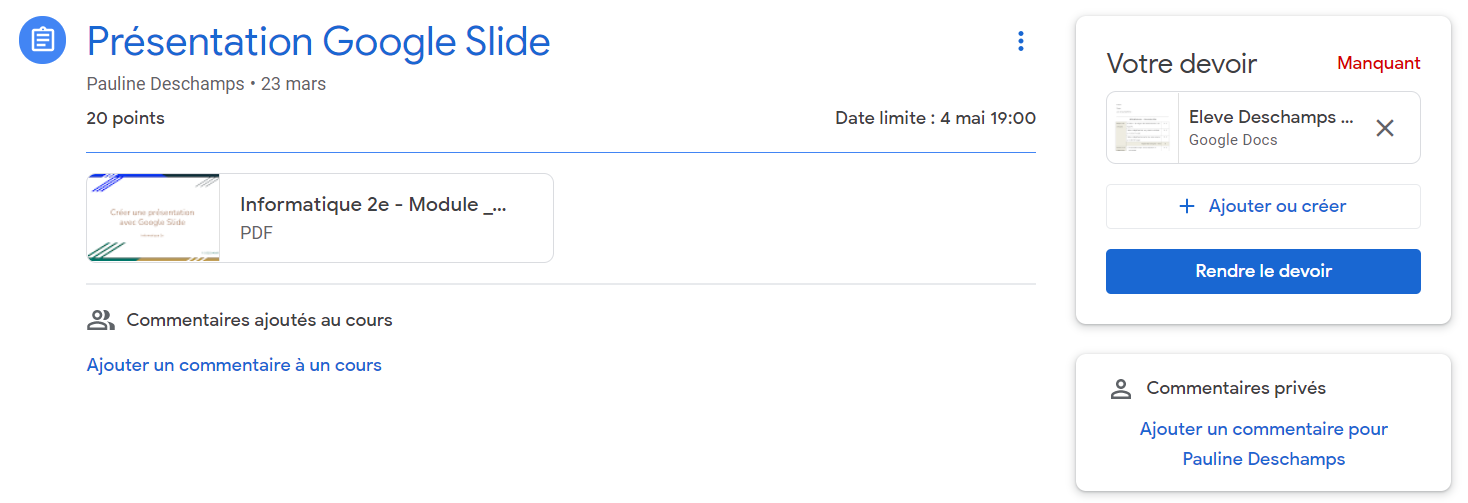 Présentation Google Slide
Pauline Deschamps • 23 mars
20 points
Date limite : 4 mai 19:00
Créer une présentation
avec Google Slide
Informatique 2e - Module _...
PDF
Commentaires ajoutés au cours
Ajouter un commentaire à un cours
Votre devoir
Manquant
Eleve Deschamps ...
Google Docs
Ajouter ou créer
Rendre le devoir
Commentaires privés
Ajouter un commentaire pour
Pauline Deschamps